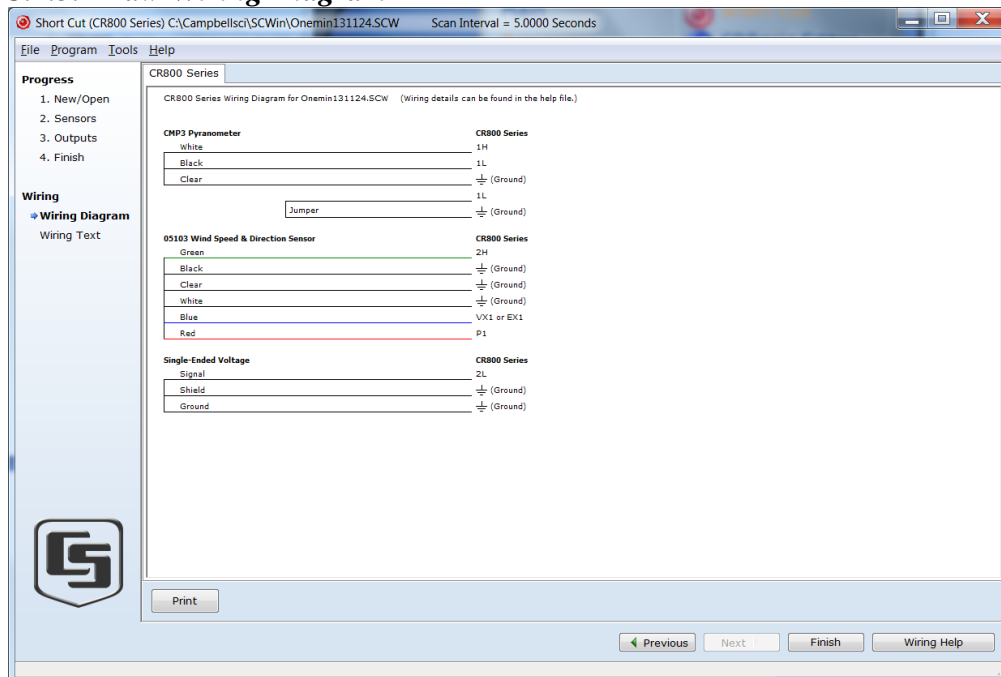 Short Cut (CR800 Series) C:\Campbellsci\SCWin\Onemin131124.SCW Scan Interval = 5.0000 Seconds
File Program Tools Help
Progress
1. New/Open
2. Sensors
3. Outputs
4. Finish
Wiring
Wiring Diagram
Wiring Text
CR800 Series
CR800 Series Wiring Diagram for Onemin131124.SCW (Wiring details can be found in the help file.)
CMP3 Pyranometer CR800 Series
White 1H
Black 1L
Clear (Ground)
1L
Jumper (Ground)
05103 Wind Speed & Direction Sensor CR800 Series
Green 2H
Black (Ground)
Clear (Ground)
White (Ground)
Blue VX1 or EX1
Red P1
Single-Ended Voltage CR800 Series
Signal 2L
Shield (Ground)
Ground (Ground)
CS
Print
Previous Next Finish Wiring Help